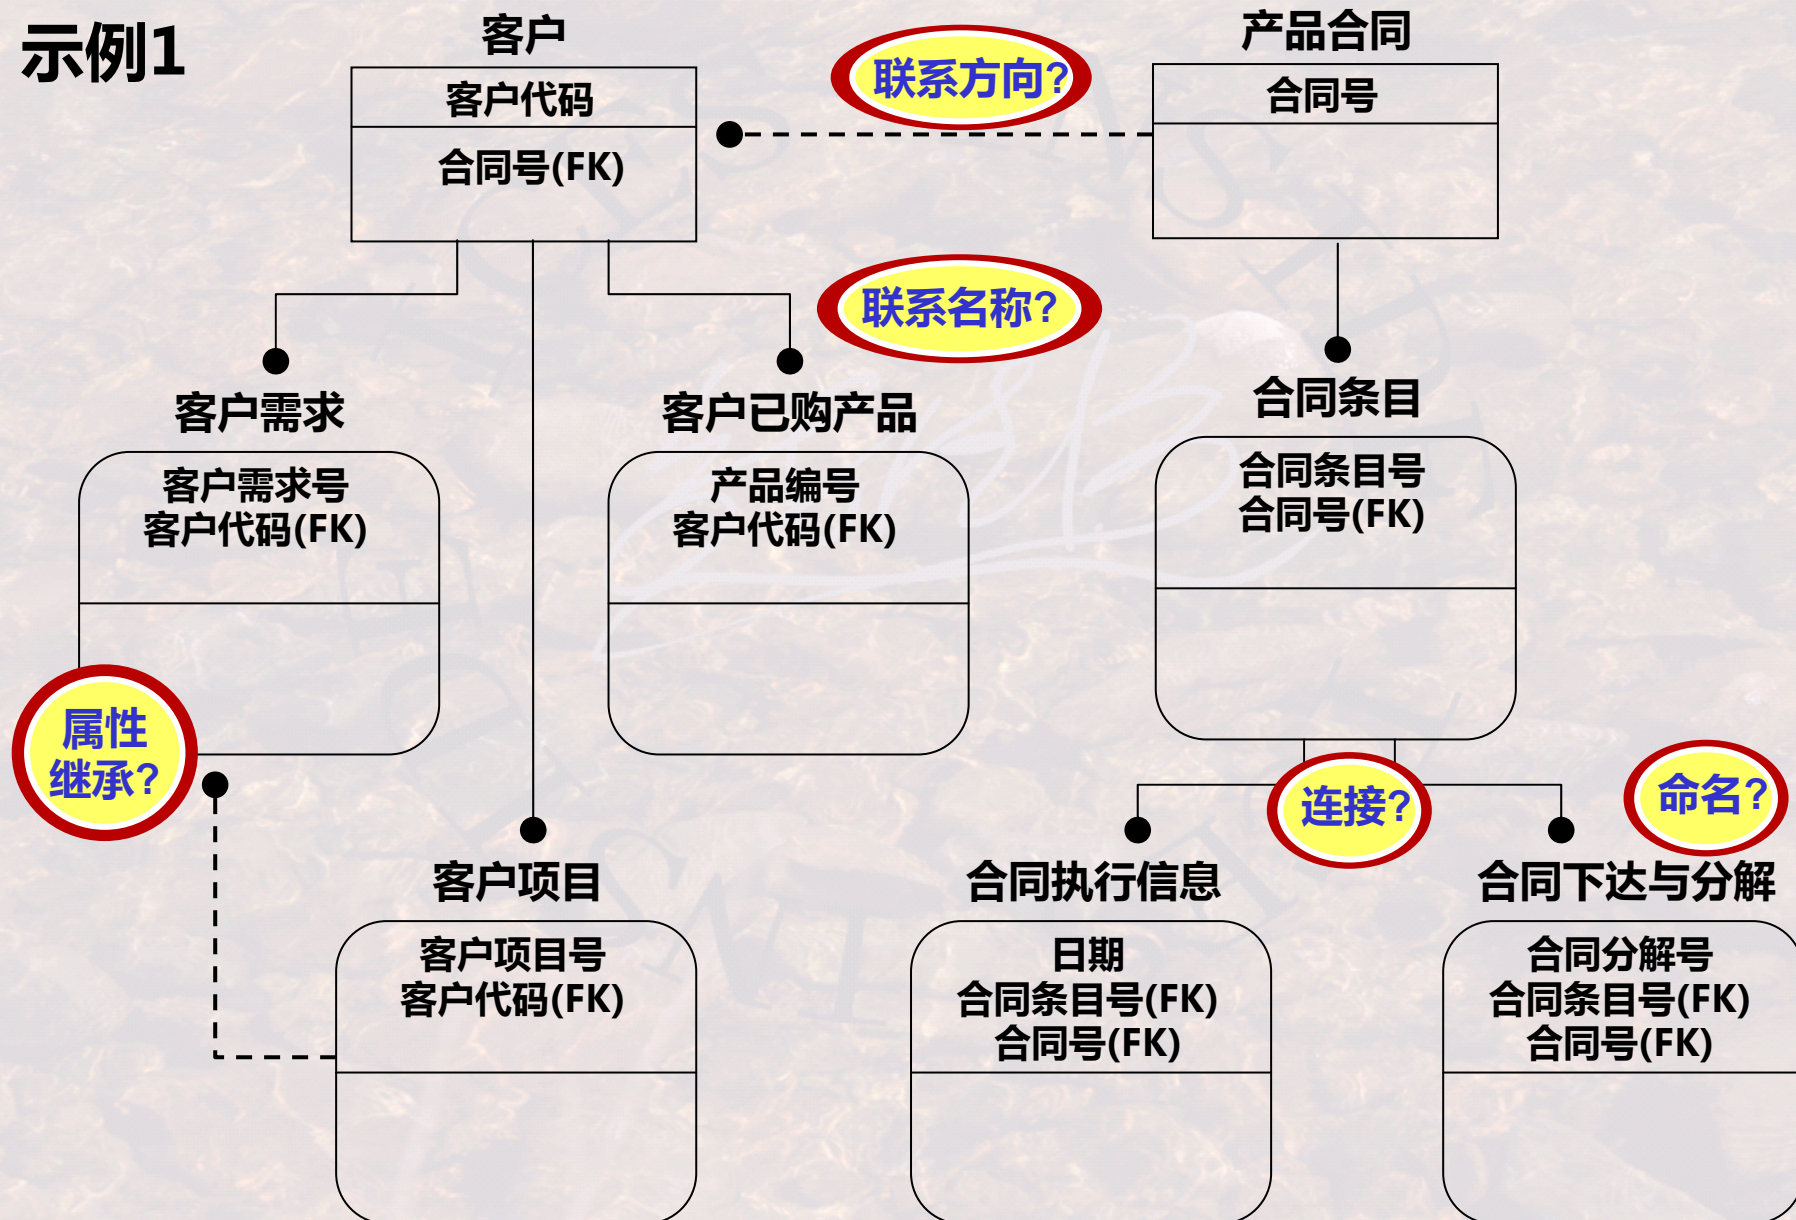 示例1
客户
客户代码
合同号(FK)
联系方向?
产品合同
合同号
联系名称?
客户需求
客户需求号
客户代码(FK)
客户已购产品
产品编号
客户代码(FK)
合同条目
合同条目号
合同号(FK)
属性
继承?
连接?
命名?
客户项目
客户项目号
客户代码(FK)
合同执行信息
日期
合同条目号(FK)
合同号(FK)
合同下达与分解
合同分解号
合同条目号(FK)
合同号(FK)